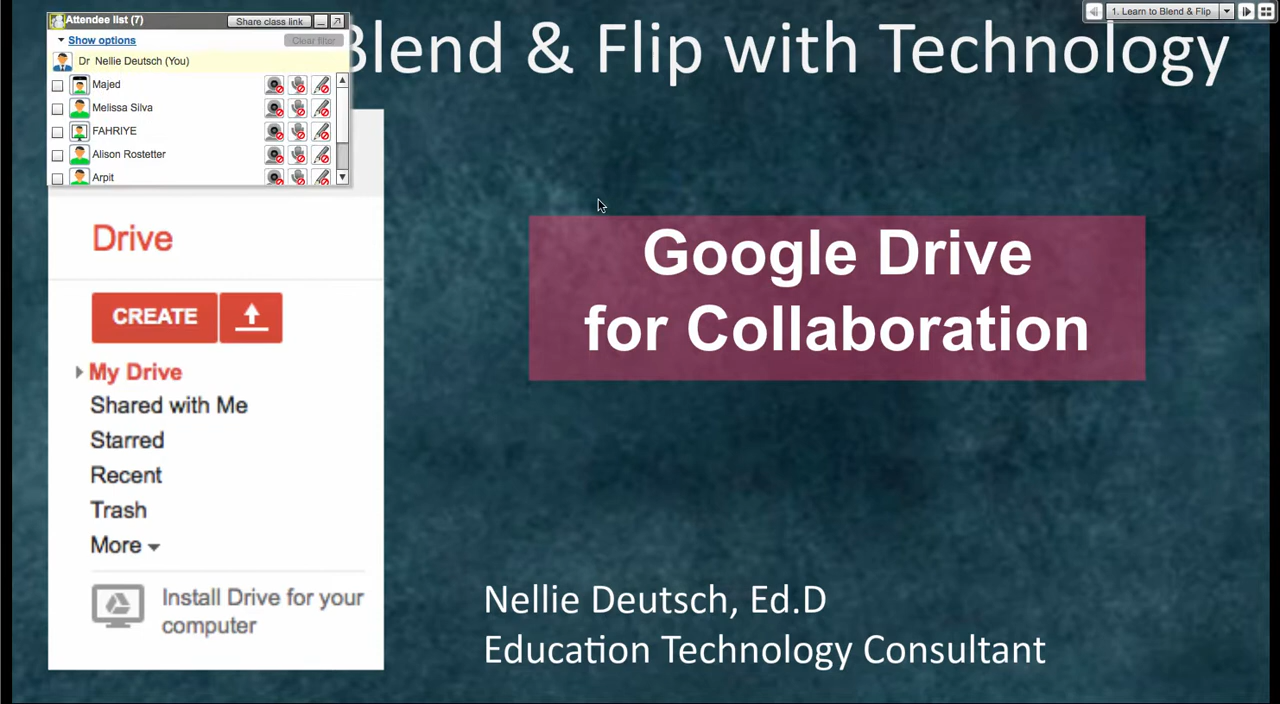 Attendee list (7)
Share class link
Show options
Clear filter
Dr Nellie Deutsch (You)
Majed
Melissa Silva
FAHRIYE
Alison Rostetter
Arpit
1. Learn to Blend & Flip
Blend & Flip with Technology
Drive
CREATE
My Drive
Shared with Me
Starred
Recent
Trash
More
Install Drive for your
computer
Google Drive
for Collaboration
Nellie Deutsch, Ed.D
Education Technology Consultant